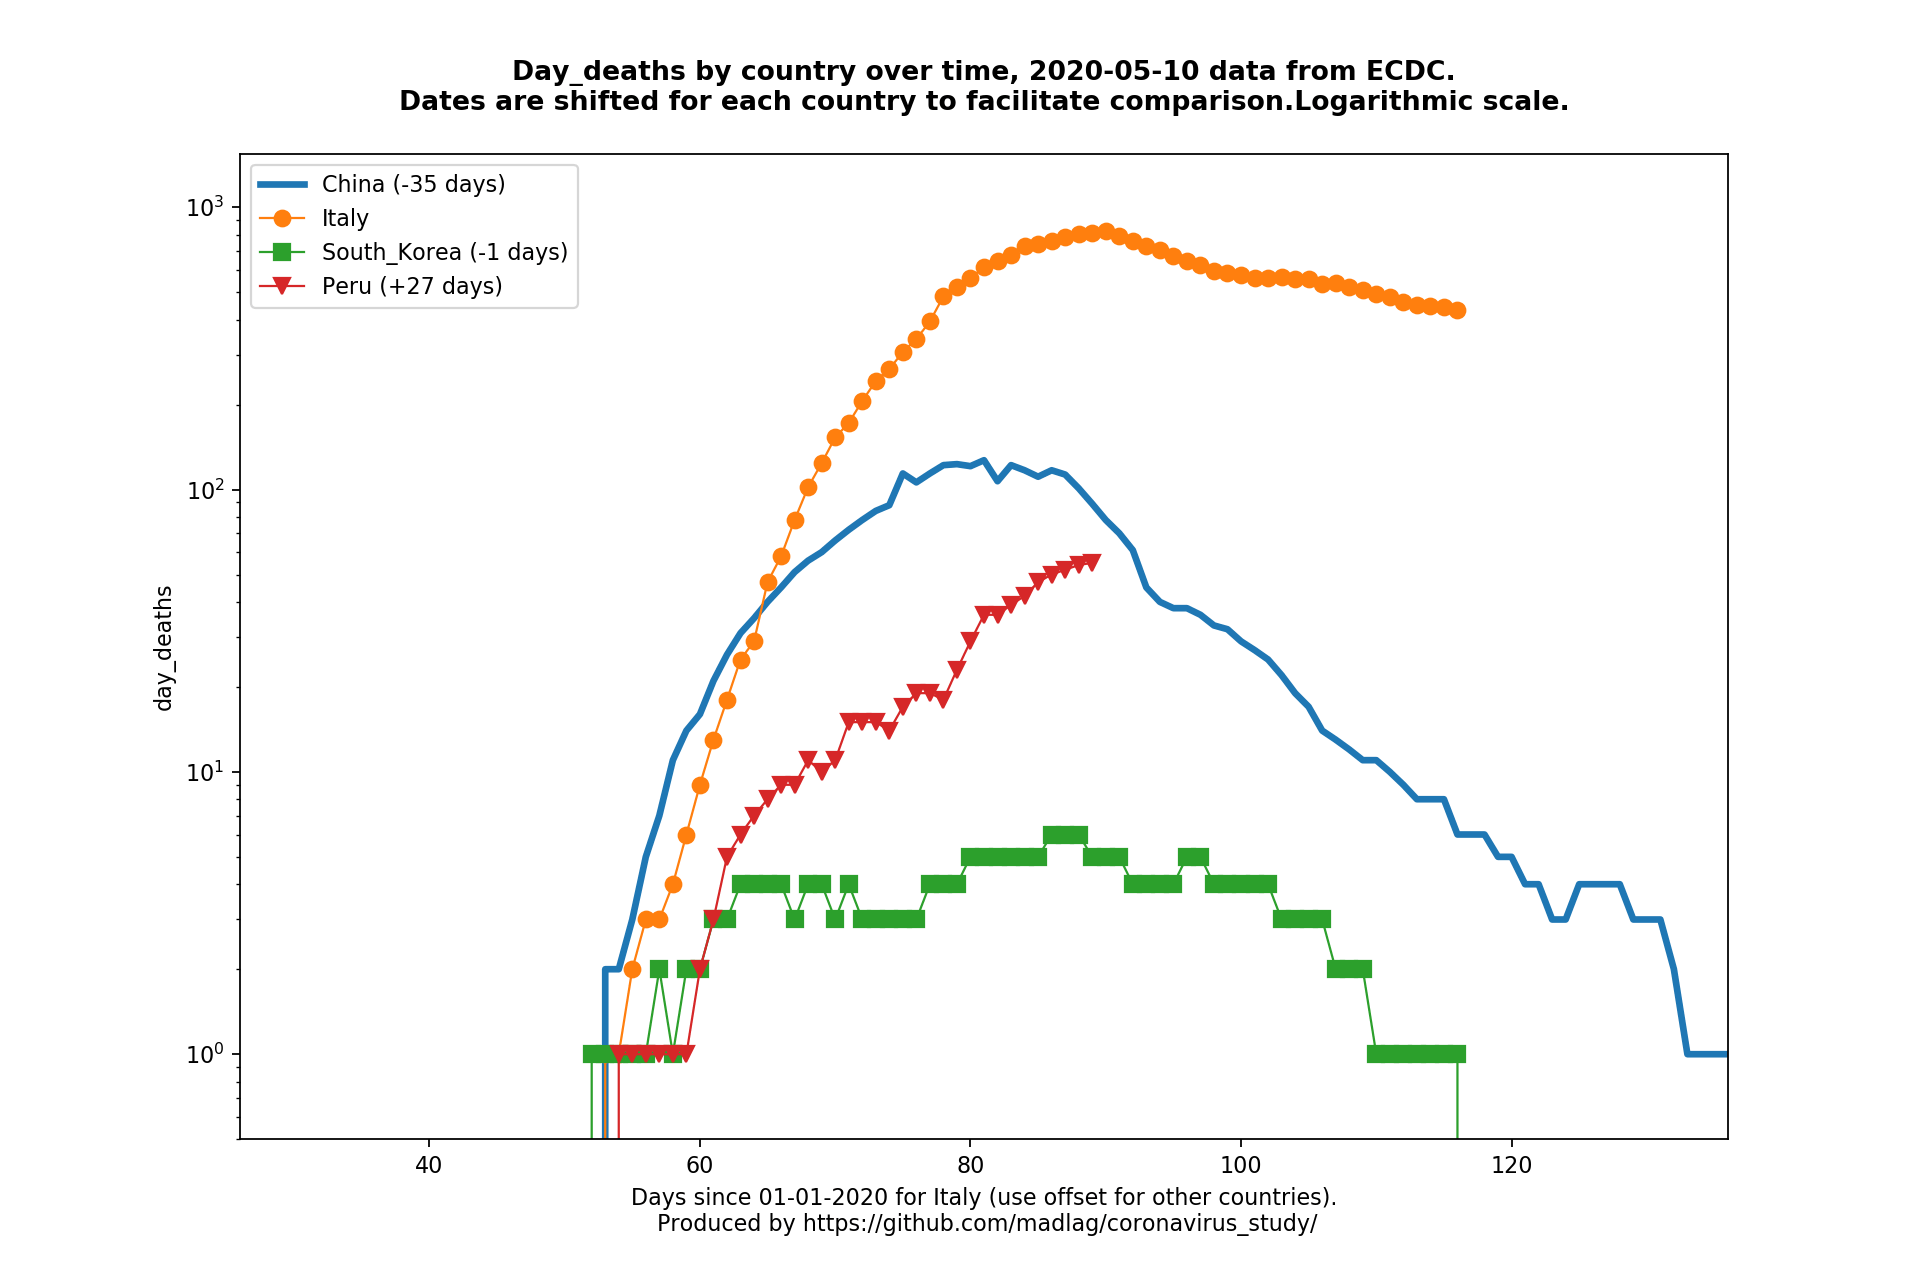 Day_deaths by country over time, 2020-05-10 data from ECDC.
Dates are shifted for each country to facilitate comparison.Logarithmic scale.
China (-35 days)
Italy
South_Korea (-1 days)
Peru (+27 days)
day_deaths
10³
10²
10¹
10⁰
40 60 80 100 120
Days since 01-01-2020 for Italy (use offset for other countries).
Produced by https://github.com/madlag/coronavirus_study/